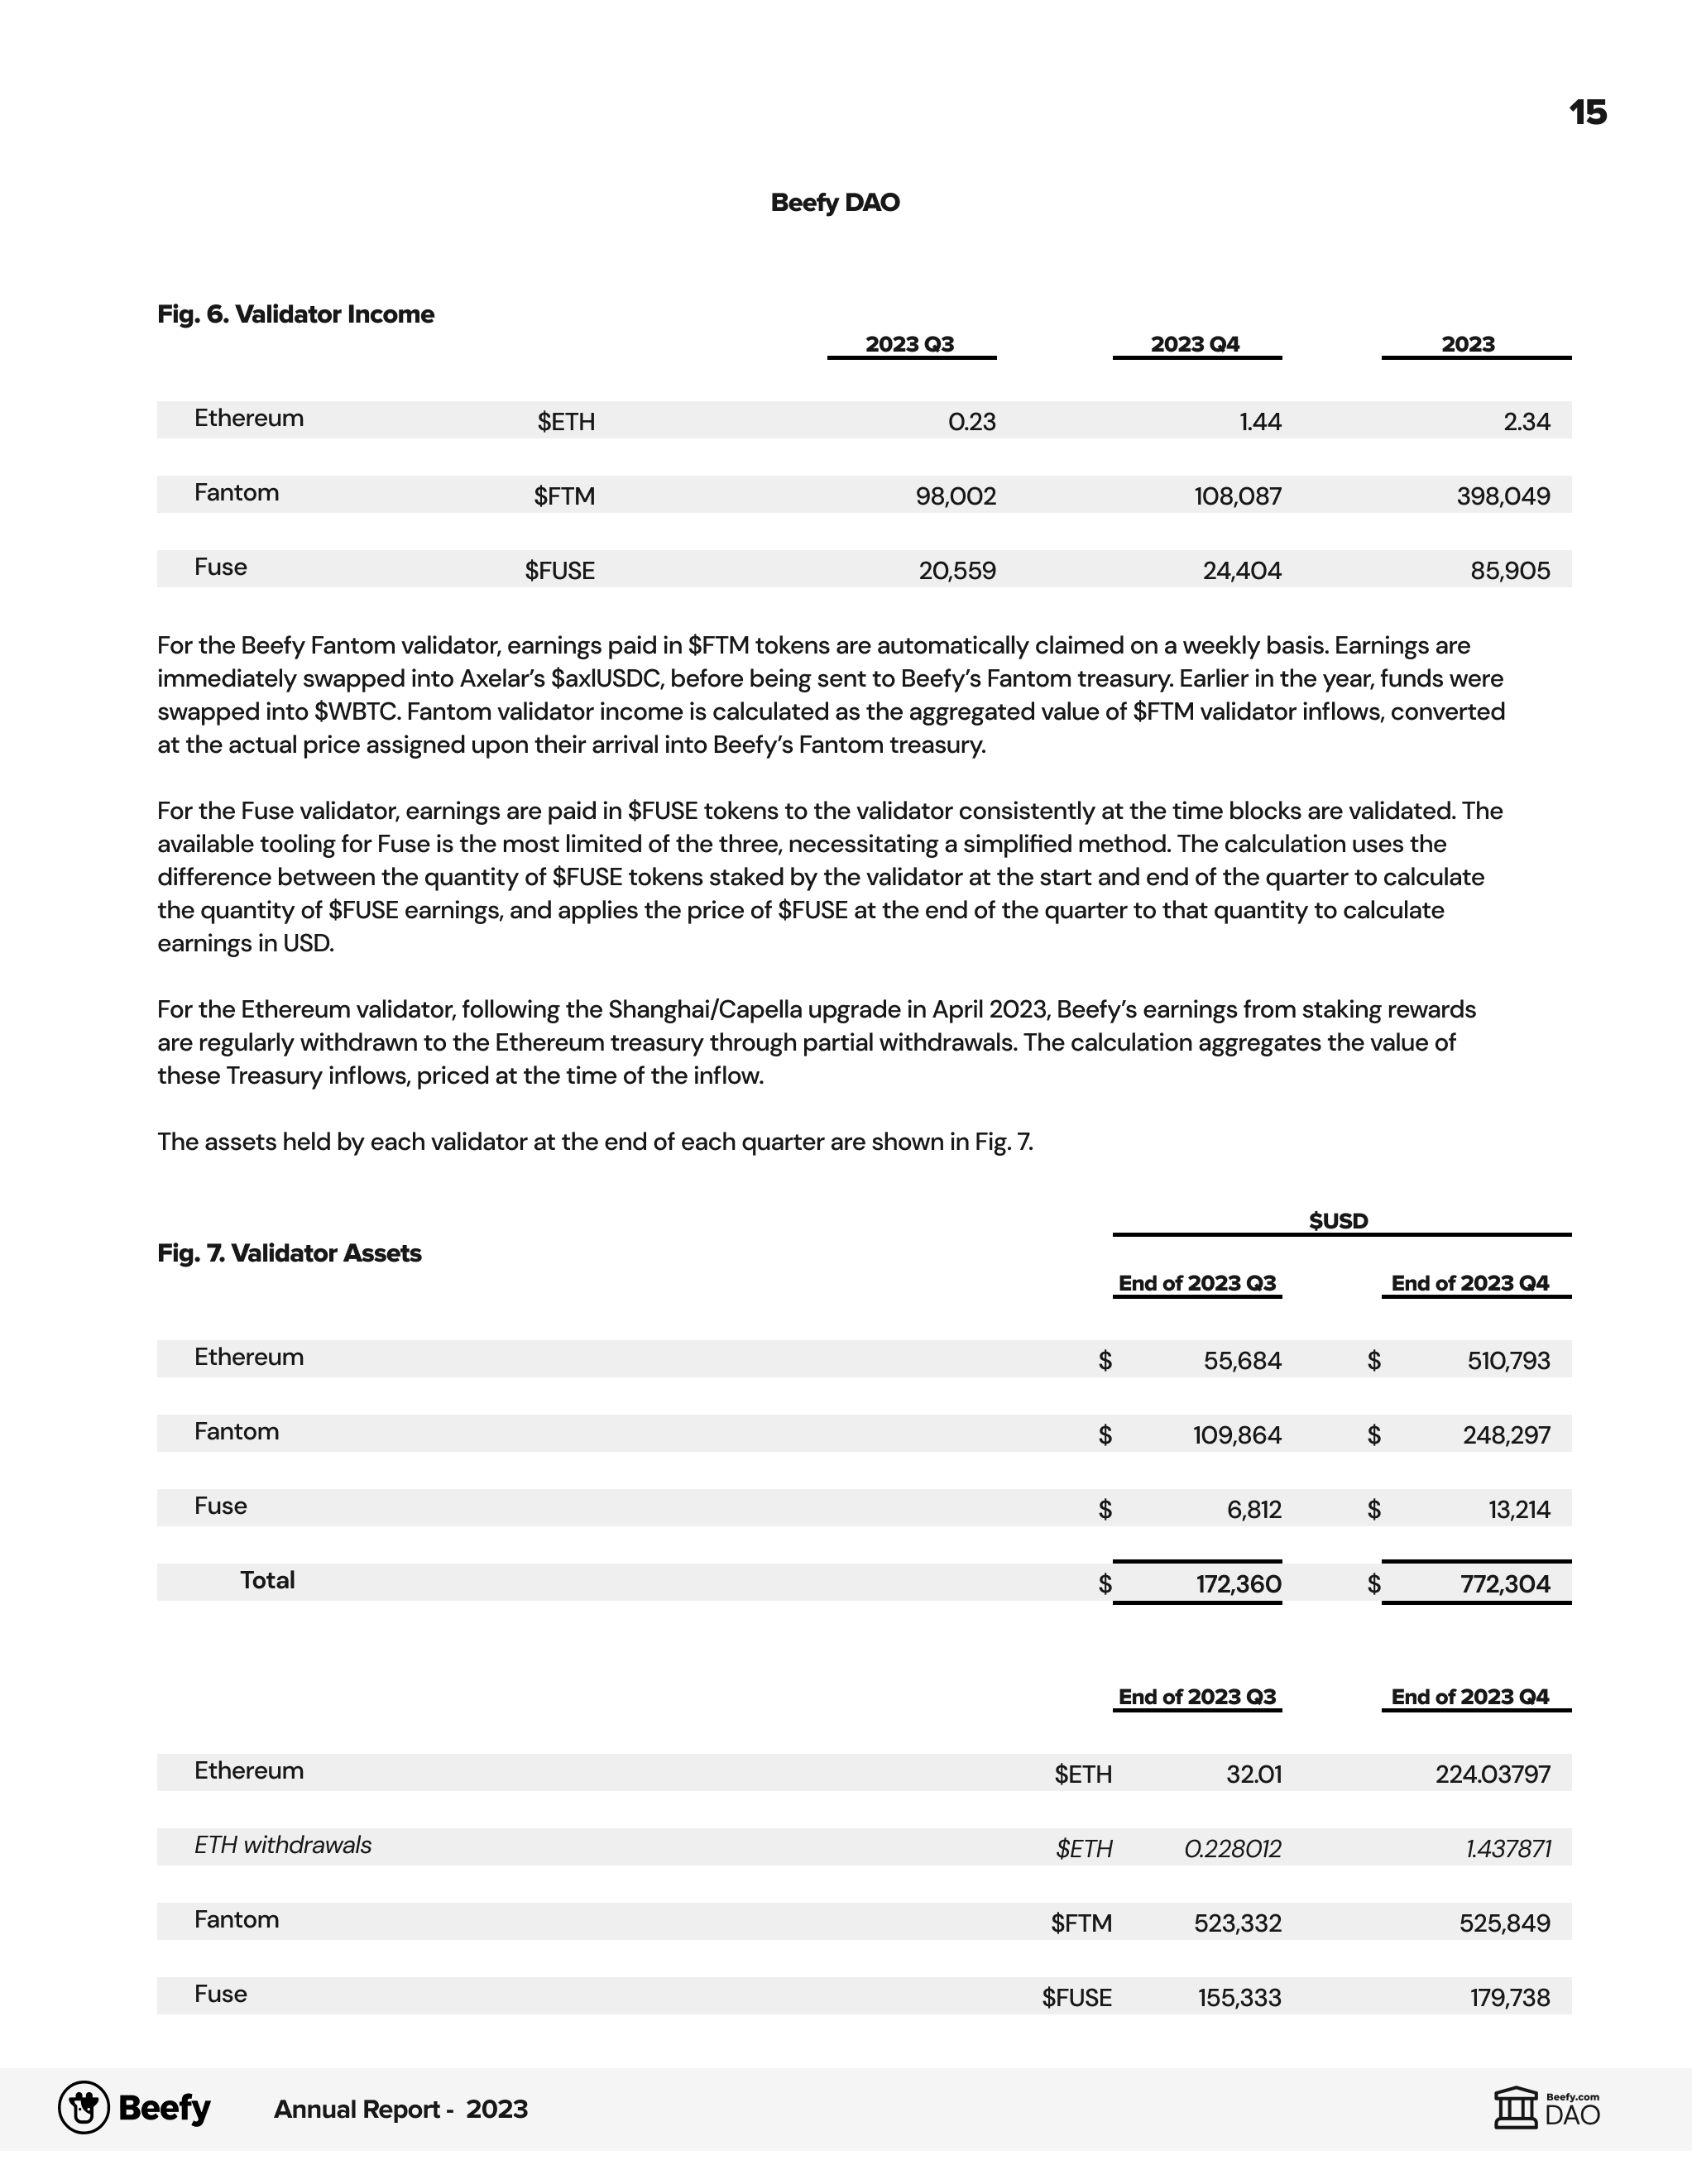 15
Beefy DAO
Fig. 6. Validator Income
2023 Q3 2023 Q4 2023
Ethereum $ETH 0.23 1.44 2.34
Fantom $FTM 98,002 108,087 398,049
Fuse $FUSE 20,559 24,404 85,905
For the Beefy Fantom validator, earnings paid in $FTM tokens are automatically claimed on a weekly basis. Earnings are
immediately swapped into Axelar’s $axlUSDC, before being sent to Beefy’s Fantom treasury. Earlier in the year, funds were
swapped into $WBTC. Fantom validator income is calculated as the aggregated value of $FTM validator inflows, converted
at the actual price assigned upon their arrival into Beefy’s Fantom treasury.
For the Fuse validator, earnings are paid in $FUSE tokens to the validator consistently at the time blocks are validated. The
available tooling for Fuse is the most limited of the three, necessitating a simplified method. The calculation uses the
difference between the quantity of $FUSE tokens staked by the validator at the start and end of the quarter to calculate
the quantity of $FUSE earnings, and applies the price of $FUSE at the end of the quarter to that quantity to calculate
earnings in USD.
For the Ethereum validator, following the Shanghai/Capella upgrade in April 2023, Beefy’s earnings from staking rewards
are regularly withdrawn to the Ethereum treasury through partial withdrawals. The calculation aggregates the value of
these Treasury inflows, priced at the time of the inflow.
The assets held by each validator at the end of each quarter are shown in Fig. 7.
$USD
Fig. 7. Validator Assets
End of 2023 Q3 End of 2023 Q4
Ethereum $ 55,684 $ 510,793
Fantom $ 109,864 $ 248,297
Fuse $ 6,812 $ 13,214
Total $ 172,360 $ 772,304
End of 2023 Q3 End of 2023 Q4
Ethereum $ETH 32.01 224.03797
ETH withdrawals $ETH 0.228012 1.437871
Fantom $FTM 523,332 525,849
Fuse $FUSE 155,333 179,738
Beefy Annual Report - 2023
Beefy.com
DAO